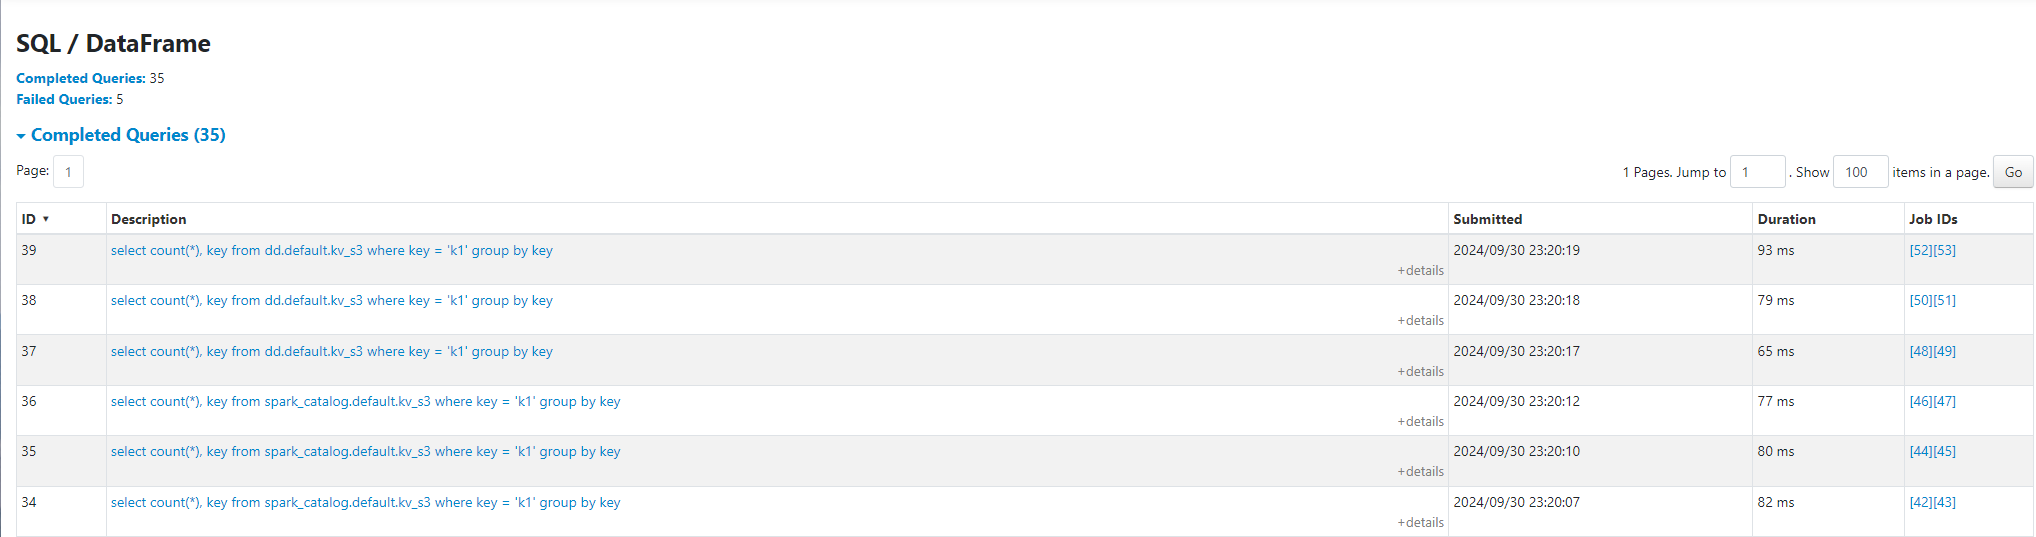 SQL / DataFrame
Completed Queries: 35
Failed Queries: 5
Completed Queries (35)
Page: 1
1 Pages. Jump to 1 . Show 100 items in a page. Go
ID Description Submitted Duration Job IDs
39 select count(*), key from dd.default.kv_s3 where key = 'k1' group by key 2024/09/30 23:20:19 93 ms [52][53]
+details
38 select count(*), key from dd.default.kv_s3 where key = 'k1' group by key 2024/09/30 23:20:18 79 ms [50][51]
+details
37 select count(*), key from dd.default.kv_s3 where key = 'k1' group by key 2024/09/30 23:20:17 65 ms [48][49]
+details
36 select count(*), key from spark_catalog.default.kv_s3 where key = 'k1' group by key 2024/09/30 23:20:12 77 ms [46][47]
+details
35 select count(*), key from spark_catalog.default.kv_s3 where key = 'k1' group by key 2024/09/30 23:20:10 80 ms [44][45]
+details
34 select count(*), key from spark_catalog.default.kv_s3 where key = 'k1' group by key 2024/09/30 23:20:07 82 ms [42][43]
+details